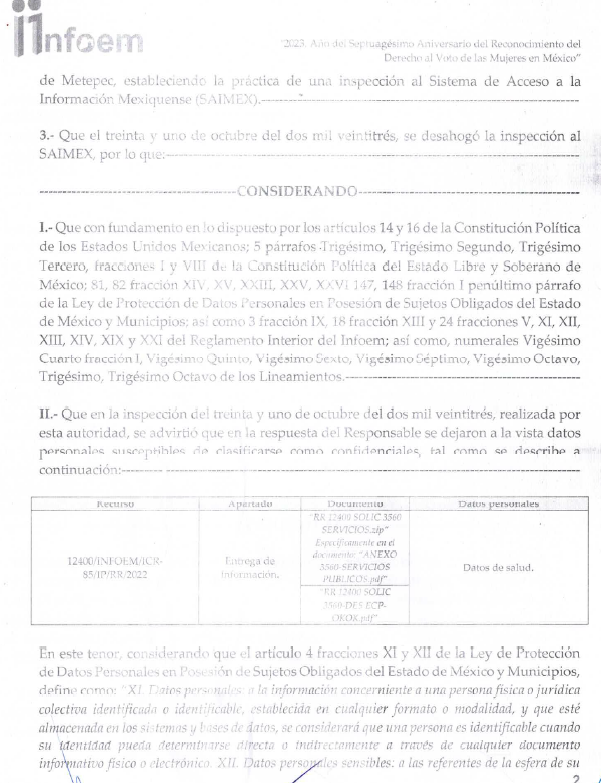 infoem
"2023. Año del Septuagésimo Aniversario del Reconocimiento del
Derecho al Voto de las Mujeres en México"
de Metepec, estableciendo la práctica de una inspección al Sistema de Acceso a la
Información Mexiquense (SAIMEX).
3.- Que el treinta y uno de octubre del dos mil veintitrés, se desahogó la inspección al
SAIMEX, por lo que:
CONSIDERANDO
I.- Que con fundamento en lo dispuesto por los artículos 14 y 16 de la Constitución Política
de los Estados Unidos Mexicanos; 5 párrafos Trigésimo, Trigésimo Segundo, Trigésimo
Tercero, fracciones I y VIII de la Constitución Política del Estado Libre y Soberano de
México; 81, 82 fracción XIV, XV, XXIII, XXV, XXVI 147, 148 fracción I penúltimo párrafo
de la Ley de Protección de Datos Personales en Posesión de Sujetos Obligados del Estado
de México y Municipios; así como 3 fracción IX, 18 fracción XIII y 24 fracciones V, XI, XII,
XIII, XIV, XIX y XXI del Reglamento Interior del Infoem; así como, numerales Vigésimo
Cuarto fracción I, Vigésimo Quinto, Vigésimo Sexto, Vigésimo Séptimo, Vigésimo Octavo,
Trigésimo, Trigésimo Octavo de los Lineamientos.
II.- Que en la inspección del treinta y uno de octubre del dos mil veintitrés, realizada por
esta autoridad, se advirtió que en la respuesta del Responsable se dejaron a la vista datos
personales susceptibles de clasificarse como confidenciales, tal como se describe a
continuación:
Recurso Apartado Documento Datos personales
12400/INFOEM/ICR-
85/IP/RR/2022
Entrega de
Información.
"RR 12400 SOLIC 3560
SERVICIOS.zip"
Específicamente en el
documento: "ANEXO
3560-SERVICIOS
PUBLICOS.pdf"
"RR 12400 SOLIC
3560-DES ECP-
OKOK.pdf"
Datos de salud.
En este tenor, considerando que el artículo 4 fracciones XI y XII de la Ley de Protección
de Datos Personales en Posesión de Sujetos Obligados del Estado de México y Municipios,
define como: "XI. Datos personales: a la información concerniente a una persona física o jurídica
colectiva identificada o identificable, establecida en cualquier formato o modalidad, y que esté
almacenada en los sistemas y bases de datos, se considerará que una persona es identificable cuando
su identidad pueda determinarse directa o indirectamente a través de cualquier documento
informativo físico o electrónico. XII. Datos personales sensibles: a las referentes de la esfera de su
2